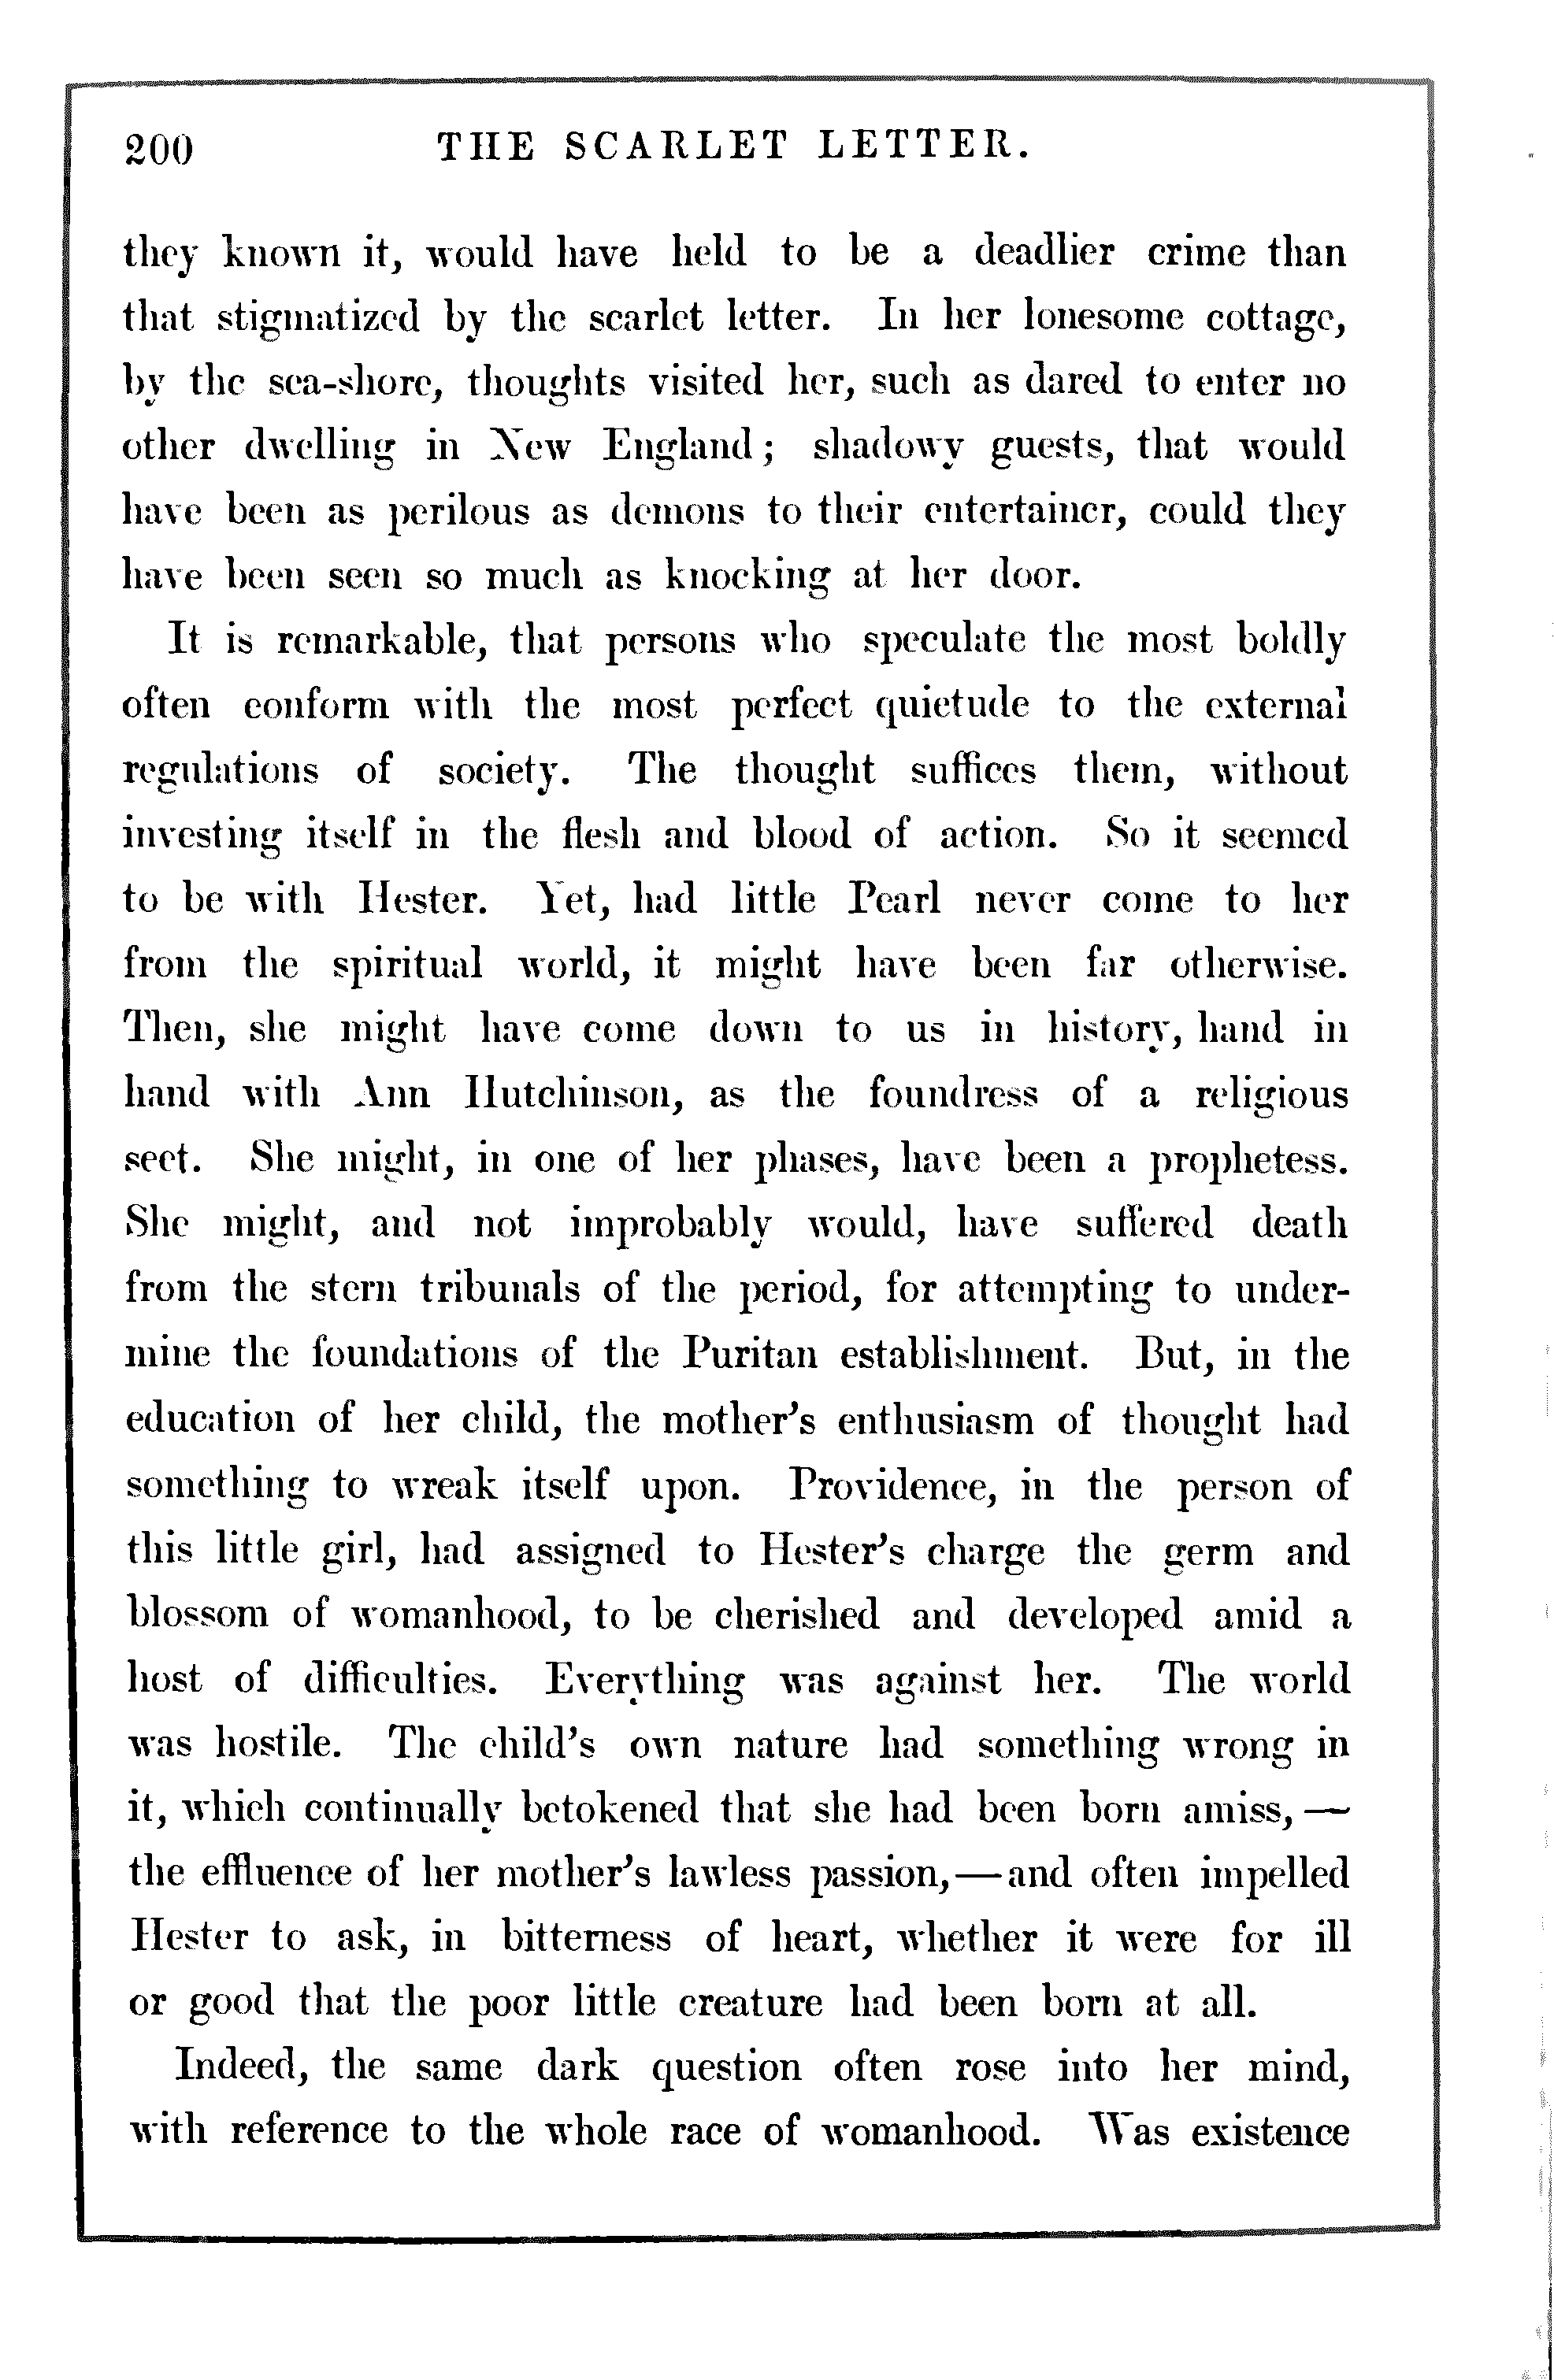 200 THE SCARLET LETTER.
they known it, would have held to be a deadlier crime than
that stigmatized by the scarlet letter. In her lonesome cottage,
by the sea-shore, thoughts visited her, such as dared to enter no
other dwelling in New England; shadowy guests, that would
have been as perilous as demons to their entertainer, could they
have been seen so much as knocking at her door.
It is remarkable, that persons who speculate the most boldly
often conform with the most perfect quietude to the external
regulations of society. The thought suffices them, without
investing itself in the flesh and blood of action. So it seemed
to be with Hester. Yet, had little Pearl never come to her
from the spiritual world, it might have been far otherwise.
Then, she might have come down to us in history, hand in
hand with Ann Hutchinson, as the foundress of a religious
sect. She might, in one of her phases, have been a prophetess.
She might, and not improbably would, have suffered death
from the stern tribunals of the period, for attempting to under-
mine the foundations of the Puritan establishment. But, in the
education of her child, the mother's enthusiasm of thought had
something to wreak itself upon. Providence, in the person of
this little girl, had assigned to Hester's charge the germ and
blossom of womanhood, to be cherished and developed amid a
host of difficulties. Everything was against her. The world
was hostile. The child's own nature had something wrong in
it, which continually betokened that she had been born amiss, —
the effluence of her mother's lawless passion, — and often impelled
Hester to ask, in bitterness of heart, whether it were for ill
or good that the poor little creature had been born at all.
Indeed, the same dark question often rose into her mind,
with reference to the whole race of womanhood. Was existence